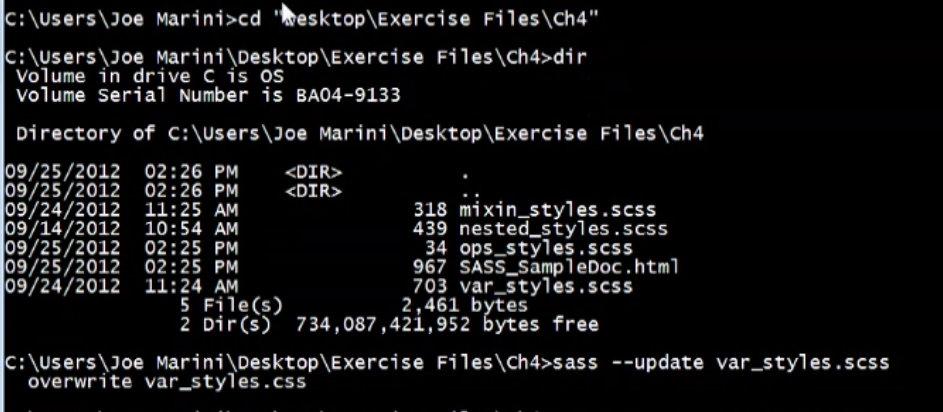 C:\Users\Joe Marini>cd "Desktop\Exercise Files\Ch4"
C:\Users\Joe Marini\Desktop\Exercise Files\Ch4>dir
Volume in drive C is OS
Volume Serial Number is BA04-9133
Directory of C:\Users\Joe Marini\Desktop\Exercise Files\Ch4
09/25/2012 02:26 PM <DIR> .
09/25/2012 02:26 PM <DIR> ..
09/24/2012 11:25 AM 318 mixin_styles.scss
09/14/2012 10:54 AM 439 nested_styles.scss
09/25/2012 02:25 PM 34 ops_styles.scss
09/25/2012 02:25 PM 967 SASS_SampleDoc.html
09/24/2012 11:24 AM 703 var_styles.scss
5 File(s) 2,461 bytes
2 Dir(s) 734,087,421,952 bytes free
C:\Users\Joe Marini\Desktop\Exercise Files\Ch4>sass --update var_styles.scss
overwrite var_styles.css